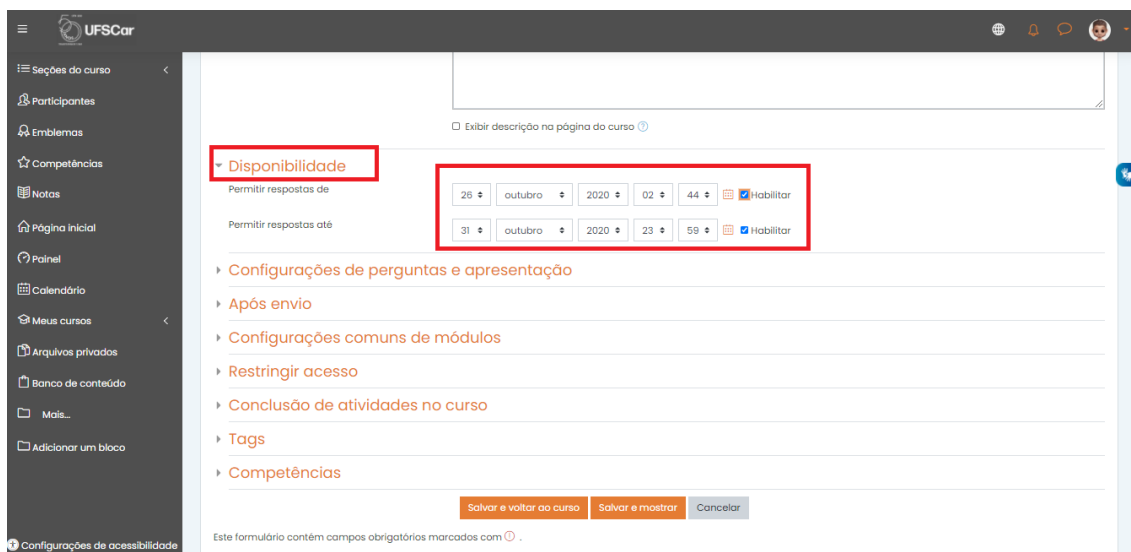 UFSCar
Seções do curso
Participantes
Emblemas
Competências
Notas
Página inicial
Painel
Calendário
Meus cursos
Arquivos privados
Banco de conteúdo
Mais...
Adicionar um bloco
Configurações de acessibilidade
Exibir descrição na página do curso
Disponibilidade
Permitir respostas de
26 outubro 2020 02 44 Habilitar
Permitir respostas até
31 outubro 2020 23 59 Habilitar
Configurações de perguntas e apresentação
Após envio
Configurações comuns de módulos
Restringir acesso
Conclusão de atividades no curso
Tags
Competências
Salvar e voltar ao curso Salvar e mostrar Cancelar
Este formulário contém campos obrigatórios marcados com .